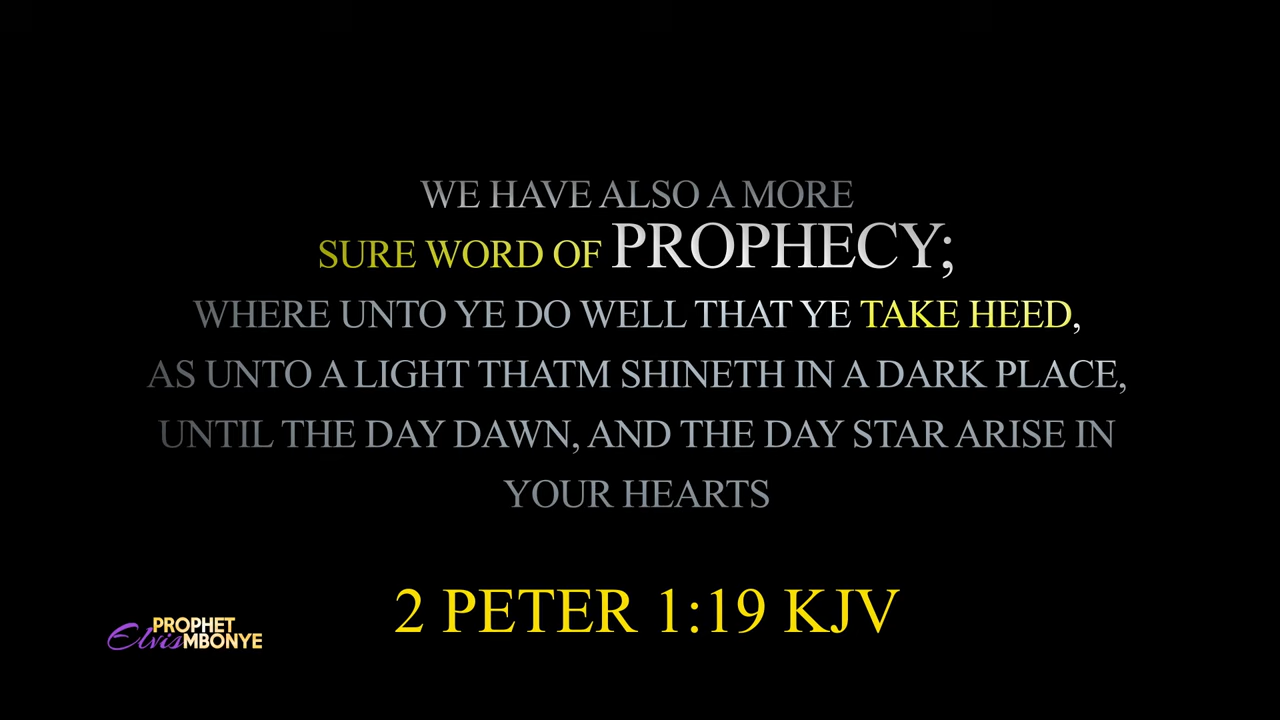 WE HAVE ALSO A MORE
SURE WORD OF PROPHECY;
WHERE UNTO YE DO WELL THAT YE TAKE HEED,
AS UNTO A LIGHT THATM SHINETH IN A DARK PLACE,
UNTIL THE DAY DAWN, AND THE DAY STAR ARISE IN
YOUR HEARTS
2 PETER 1:19 KJV
PROPHET
Elvis MBONYE